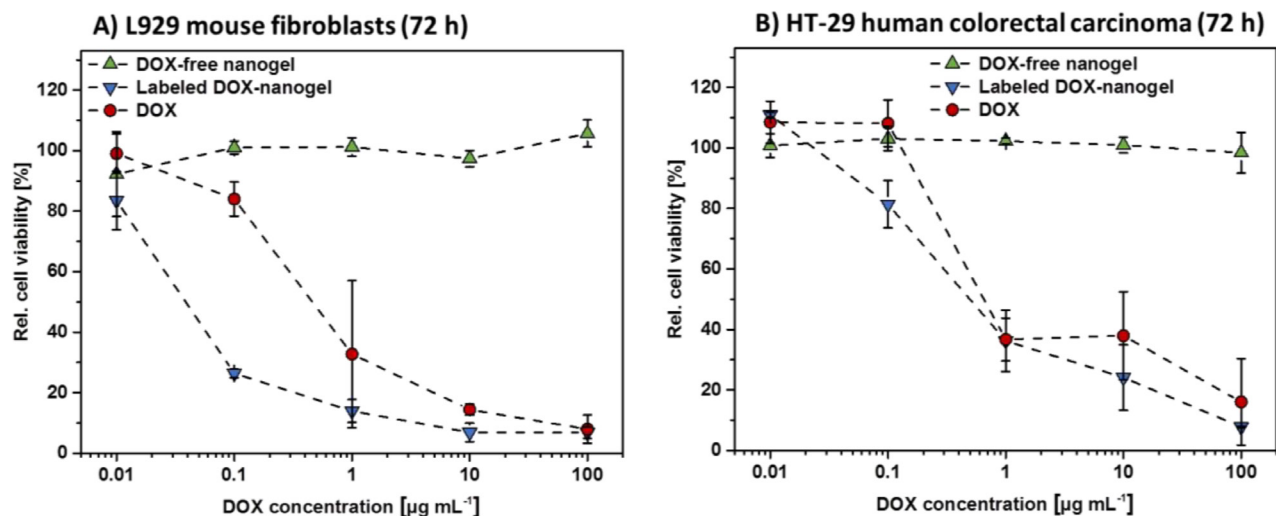 A) L929 mouse fibroblasts (72 h)
DOX-free nanogel
Labeled DOX-nanogel
DOX
Rel. cell viability [%]
120
100
80
60
40
20
0
0.01 0.1 1 10 100
DOX concentration [µg mL⁻¹]
B) HT-29 human colorectal carcinoma (72 h)
DOX-free nanogel
Labeled DOX-nanogel
DOX
Rel. cell viability [%]
120
100
80
60
40
20
0
0.01 0.1 1 10 100
DOX concentration [µg mL⁻¹]